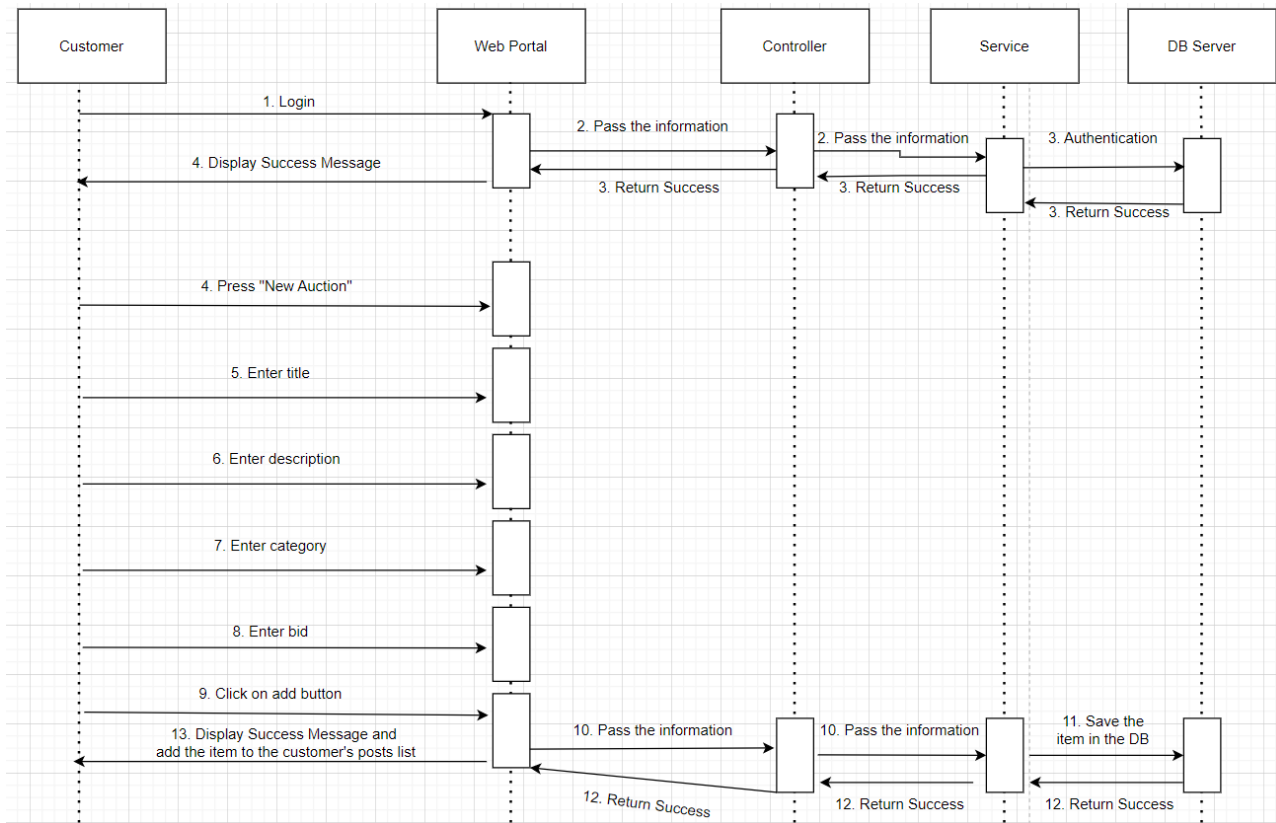 Customer
Web Portal
Controller
Service
DB Server
1. Login
2. Pass the information
2. Pass the information
3. Authentication
4. Display Success Message
3. Return Success
3. Return Success
3. Return Success
4. Press "New Auction"
5. Enter title
6. Enter description
7. Enter category
8. Enter bid
9. Click on add button
10. Pass the information
10. Pass the information
11. Save the
item in the DB
13. Display Success Message and
add the item to the customer's posts list
12. Return Success
12. Return Success
12. Return Success